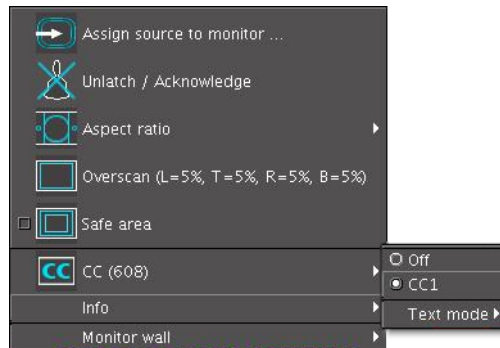 Assign source to monitor ...
Unlatch / Acknowledge
Aspect ratio
Overscan (L=5%, T=5%, R=5%, B=5%)
Safe area
CC CC (608)
Off
CC1
Info
Text mode
Monitor wall